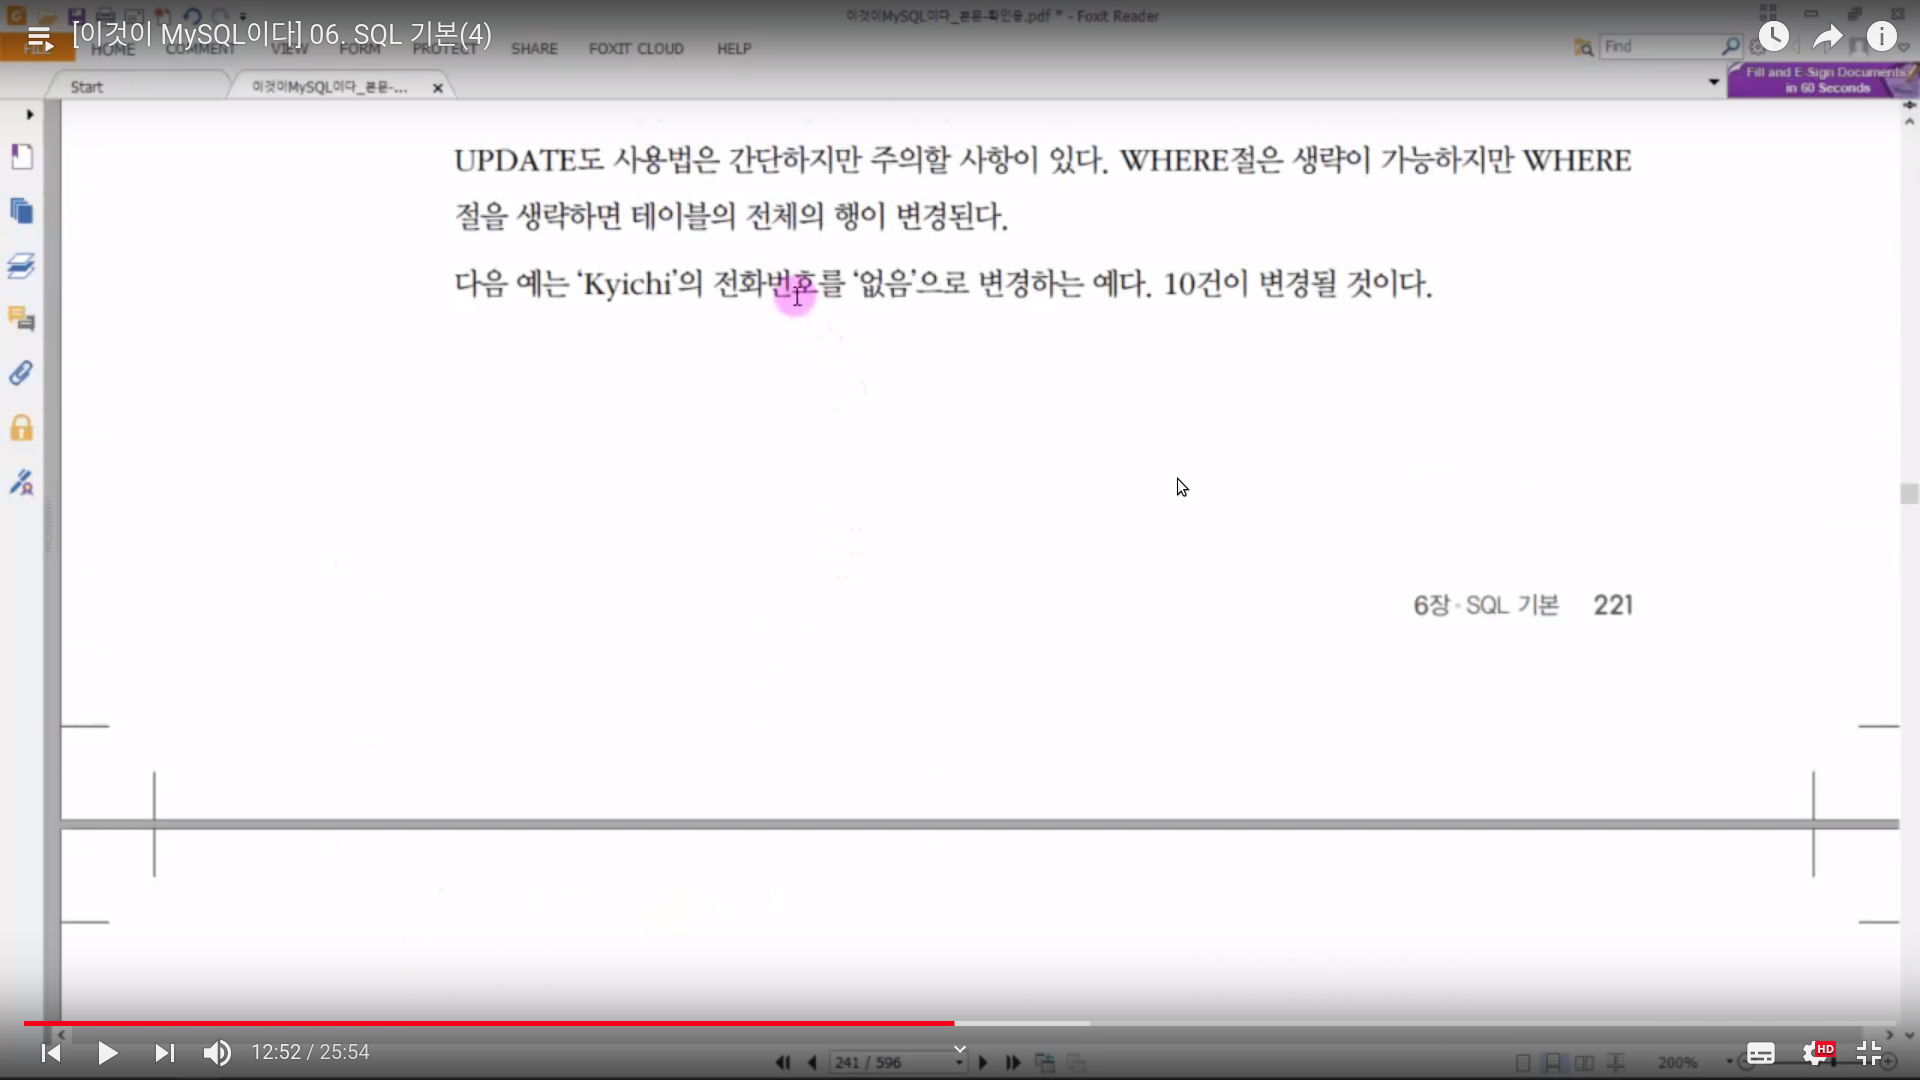 이것이MySQL이다_본문-확인용.pdf * - Foxit Reader
[이것이 MySQL이다] 06. SQL 기본(4)
FILE HOME COMMENT VIEW FORM PROTECT SHARE FOXIT CLOUD HELP
Find
Start
이것이MySQL이다_본문-...
Fill and E-Sign Documents
in 60 Seconds
UPDATE도 사용법은 간단하지만 주의할 사항이 있다. WHERE절은 생략이 가능하지만 WHERE
절을 생략하면 테이블의 전체의 행이 변경된다.
다음 예는 ‘Kyichi’의 전화번호를 ‘없음’으로 변경하는 예다. 10건이 변경될 것이다.
6장 · SQL 기본 221
12:52 / 25:54
241 / 596
200%
HD